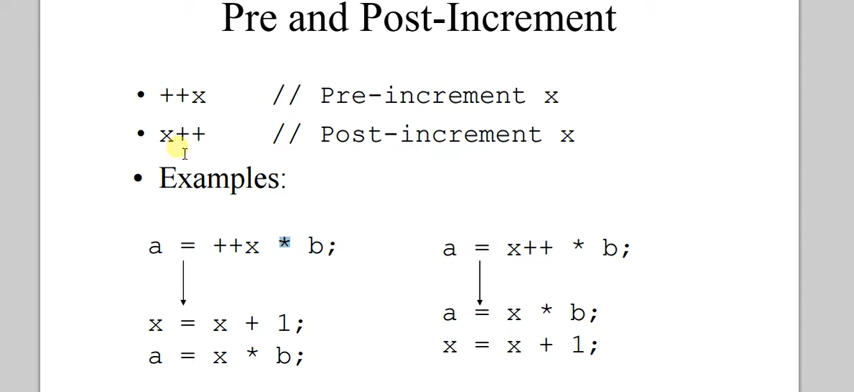 Pre and Post-Increment
• ++x // Pre-increment x
• x++ // Post-increment x
• Examples:
a = ++x * b;
x = x + 1;
a = x * b;
a = x++ * b;
a = x * b;
x = x + 1;